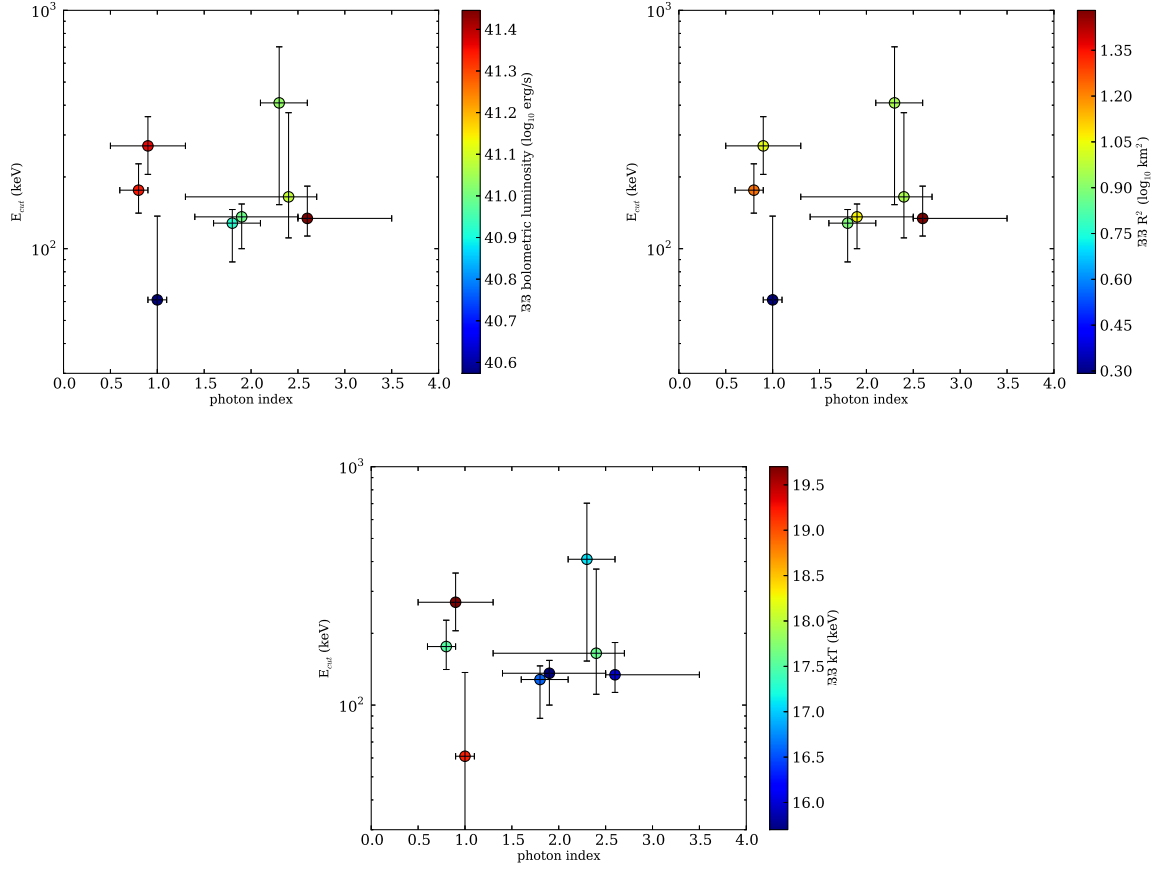 10³
10²
E_cut (keV)
0.0 0.5 1.0 1.5 2.0 2.5 3.0 3.5 4.0
photon index
41.4
41.3
41.2
41.1
41.0
40.9
40.8
40.7
40.6
bolometric luminosity (log₁₀ erg/s)
10³
10²
E_cut (keV)
0.0 0.5 1.0 1.5 2.0 2.5 3.0 3.5 4.0
photon index
1.35
1.20
1.05
0.90
0.75
0.60
0.45
0.30
R² (log₁₀ km²)
10³
10²
E_cut (keV)
0.0 0.5 1.0 1.5 2.0 2.5 3.0 3.5 4.0
photon index
19.5
19.0
18.5
18.0
17.5
17.0
16.5
16.0
kT (keV)